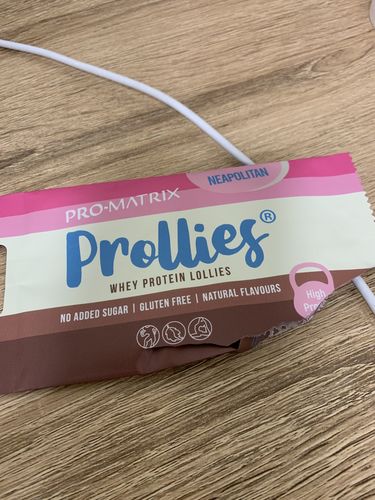 NEAPOLITAN
PRO-MATRIX
Prollies®
WHEY PROTEIN LOLLIES
NO ADDED SUGAR | GLUTEN FREE | NATURAL FLAVOURS
High